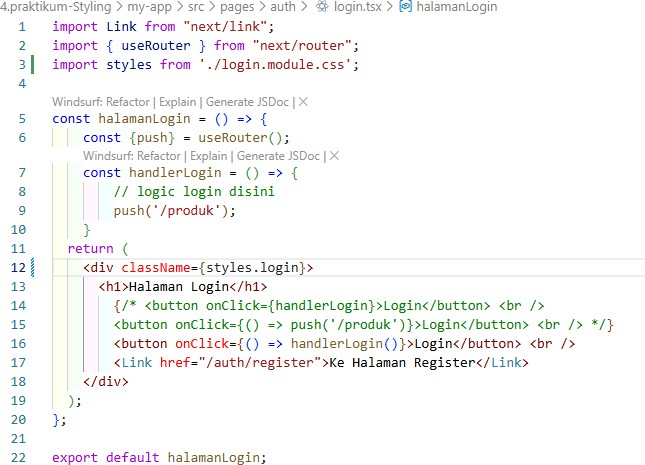 4.praktikum-Styling > my-app > src > pages > auth > login.tsx > halamanLogin
1 import Link from "next/link";
2 import { useRouter } from "next/router";
3 import styles from './login.module.css';
4
Windsurf: Refactor | Explain | Generate JSDoc | X
5 const halamanLogin = () => {
6 const {push} = useRouter();
Windsurf: Refactor | Explain | Generate JSDoc | X
7 const handlerLogin = () => {
8 // logic login disini
9 push('/produk');
10 }
11 return (
12 <div className={styles.login}>
13 <h1>Halaman Login</h1>
14 {/* <button onClick={handlerLogin}>Login</button> <br />
15 <button onClick={() => push('/produk')}>Login</button> <br /> */}
16 <button onClick={() => handlerLogin()}>Login</button> <br />
17 <Link href="/auth/register">Ke Halaman Register</Link>
18 </div>
19 );
20 };
21
22 export default halamanLogin;